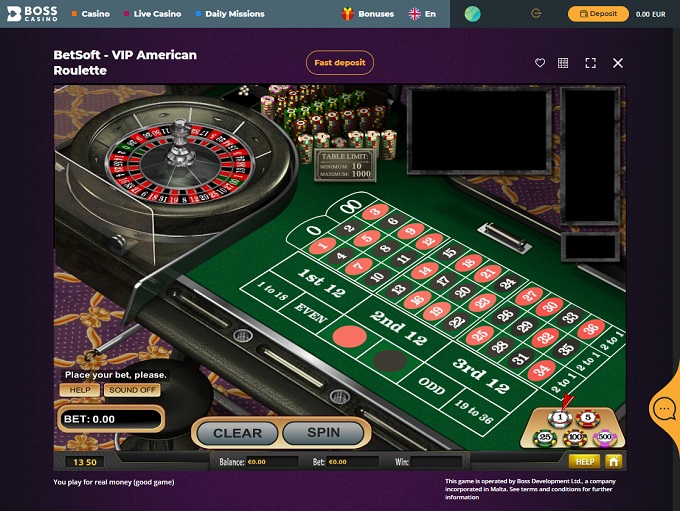 BOSS CASINO
Casino
Live Casino
Daily Missions
Bonuses
En
Deposit
0.00 EUR
BetSoft - VIP American
Roulette
Fast deposit
TABLE LIMIT:
MINIMUM: 10
MAXIMUM: 1000
0 00
3 6 9 12 15 18 21 24 27 30 33 36
2 5 8 11 14 17 20 23 26 29 32 35
1 4 7 10 13 16 19 22 25 28 31 34
2 to 1 2 to 1 2 to 1
1st 12 2nd 12 3rd 12
1 to 18 EVEN ODD 19 to 36
Place your bet, please.
HELP SOUND OFF
BET: 0.00
CLEAR SPIN
1 5
25 100 500
13 50
Balance: €0.00 Bet: €0.00 Win:
HELP
You play for real money (good game)
This game is operated by Boss Development Ltd., a company
incorporated in Malta. See terms and conditions for further
information